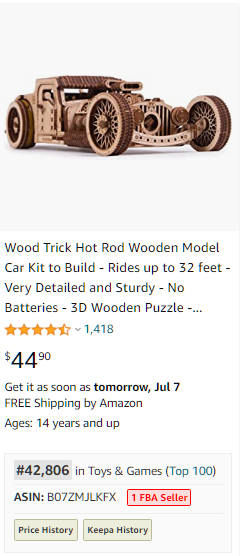 Wood Trick Hot Rod Wooden Model
Car Kit to Build - Rides up to 32 feet -
Very Detailed and Sturdy - No
Batteries - 3D Wooden Puzzle -...
1,418
$44 90
Get it as soon as tomorrow, Jul 7
FREE Shipping by Amazon
Ages: 14 years and up
#42,806 in Toys & Games (Top 100)
ASIN: B07ZMJLKFX 1 FBA Seller
Price History Keepa History